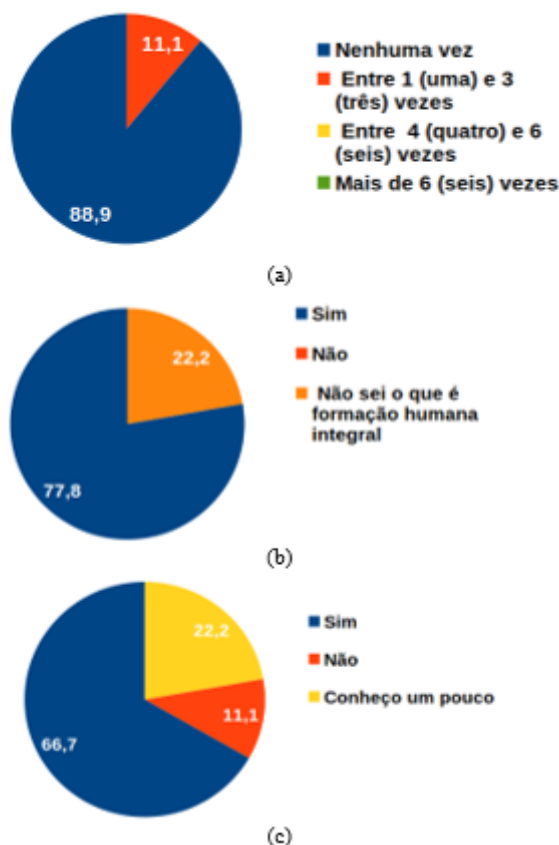 11,1
88,9
Nenhuma vez
Entre 1 (uma) e 3
(três) vezes
Entre 4 (quatro) e 6
(seis) vezes
Mais de 6 (seis) vezes
(a)
22,2
77,8
Sim
Não
Não sei o que é
formação humana
integral
(b)
22,2
11,1
66,7
Sim
Não
Conheço um pouco
(c)